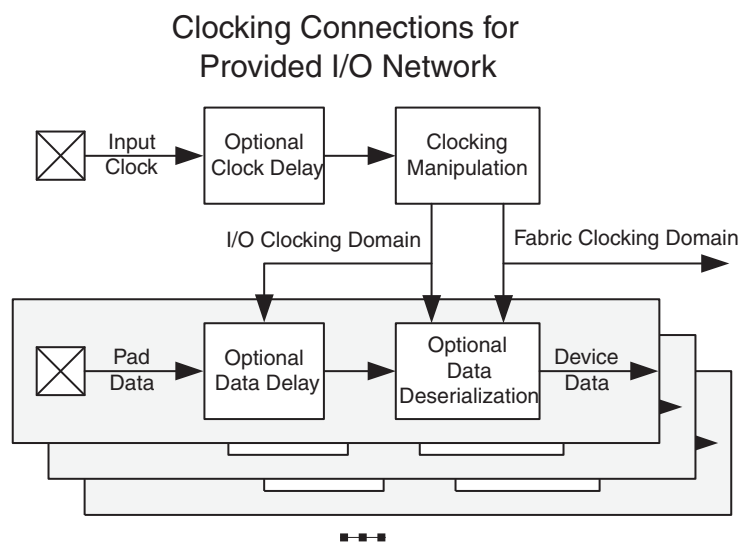 Clocking Connections for
Provided I/O Network
Input
Clock
Optional
Clock Delay
Clocking
Manipulation
I/O Clocking Domain
Fabric Clocking Domain
Pad
Data
Optional
Data Delay
Optional
Data
Deserialization
Device
Data